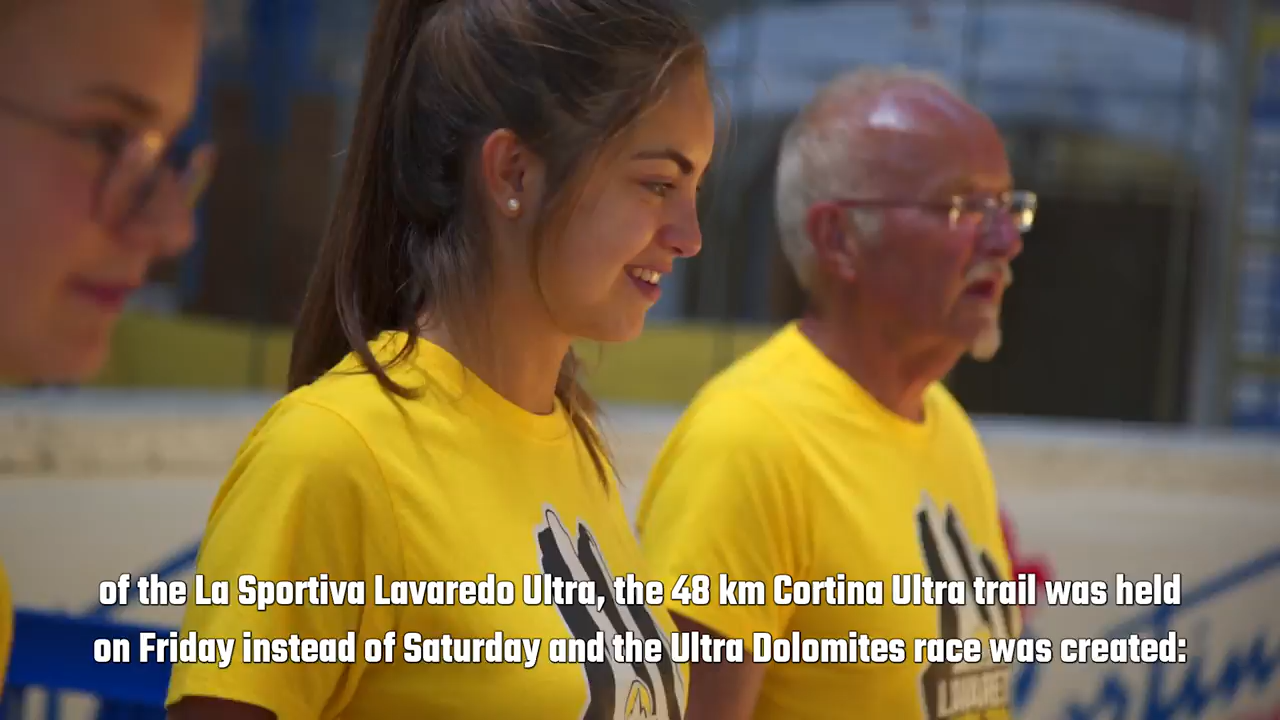 of the La Sportiva Lavaredo Ultra, the 48 km Cortina Ultra trail was held
on Friday instead of Saturday and the Ultra Dolomites race was created: